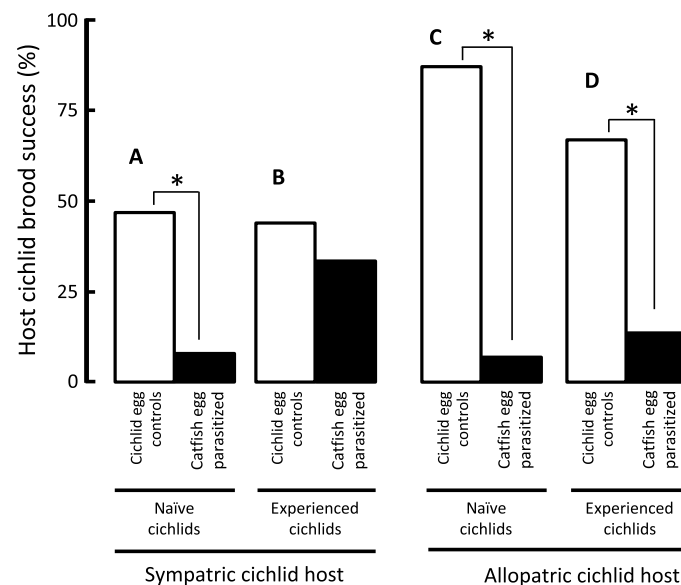 Host cichlid brood success (%)
100
75
50
25
0
A
*
B
C
*
D
*
Cichlid egg
controls
Catfish egg
parasitized
Cichlid egg
controls
Catfish egg
parasitized
Cichlid egg
controls
Catfish egg
parasitized
Cichlid egg
controls
Catfish egg
parasitized
Naïve
cichlids
Experienced
cichlids
Naïve
cichlids
Experienced
cichlids
Sympatric cichlid host
Allopatric cichlid host